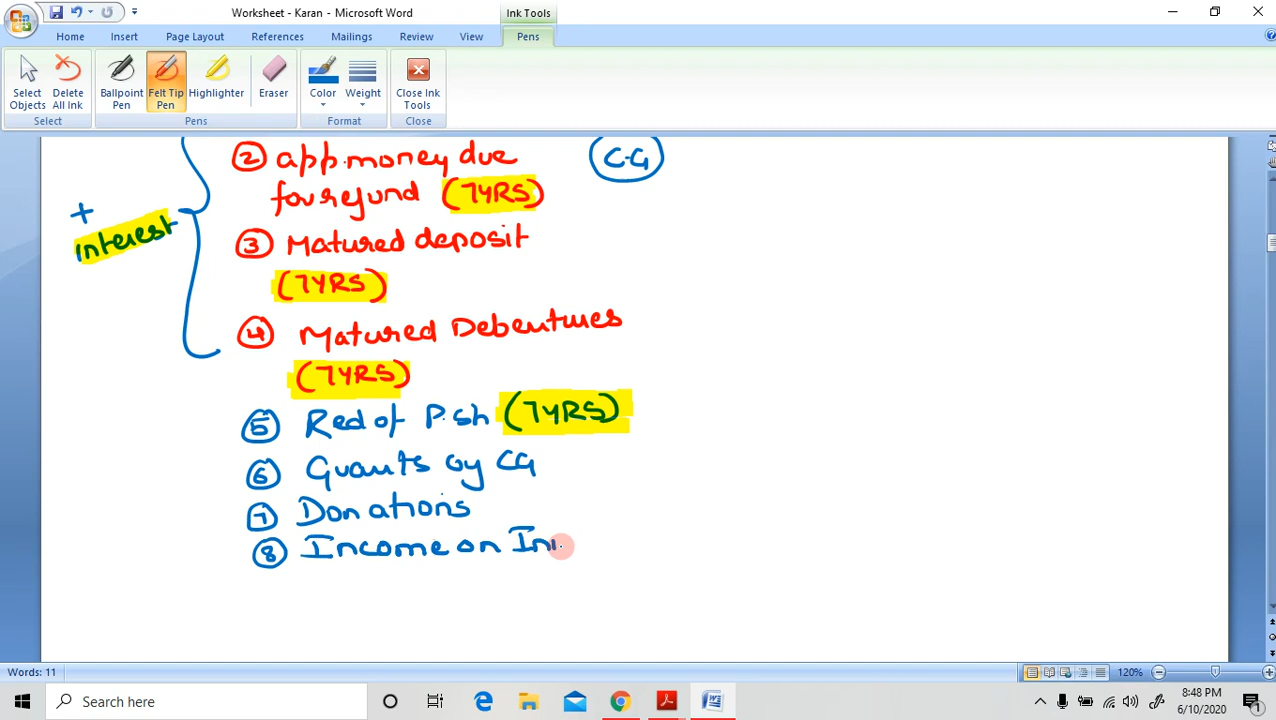 Worksheet - Karan - Microsoft Word
Ink Tools
Home Insert Page Layout References Mailings Review View Pens
Select Objects
Delete All Ink
Ballpoint Pen
Felt Tip Pen
Highlighter
Eraser
Color
Weight
Close Ink Tools
Select Pens Format Close
② app.money due C.G
for refund (7YRS)
+ interest
③ Matured deposit
(7YRS)
④ Matured Debentures
(7YRS)
⑤ Red of P.sh (7YRS)
⑥ Grants by CG
⑦ Donations
⑧ Income on In
Words: 11
120%
Search here
8:48 PM
6/10/2020